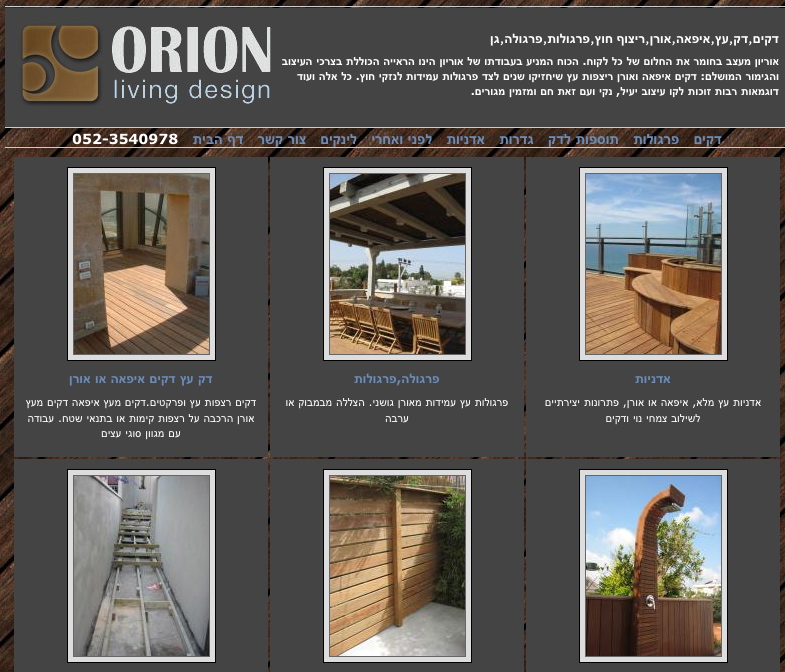 ORION
living design
דקים,דק,עץ,איפאה,אורן,ריצוף חוץ,פרגולות,פרגולה,גן
אוריון מעצב בחומר את החלום של כל לקוח. הכוח המניע בעבודתו של אוריון הינו הראייה הכוללת בצרכי העיצוב
והגימור המושלם: דקים איפאה ואורן ריצפות עץ שיחזיקו שנים לצד פרגולות עמידות לנזקי חוץ. כל אלה ועוד
דוגמאות רבות זוכות לקו עיצוב יעיל, נקי ועם זאת חם ומזמין מגורים.
דקים פרגולות תוספות לדק גדרות אדניות לפני ואחרי לינקים צור קשר דף הבית 052-3540978
אדניות
אדניות עץ מלא, איפאה או אורן, פתרונות יצירתיים
לשילוב צמחי נוי ודקים
פרגולה,פרגולות
פרגולות עץ עמידות מאורן גושני. הצללה מבמבוק או
ערבה
דק עץ דקים איפאה או אורן
דקים רצפות עץ ופרקטים.דקים מעץ איפאה דקים מעץ
אורן הרכבה על רצפות קימות או בתנאי שטח. עבודה
עם מגוון סוגי עצים